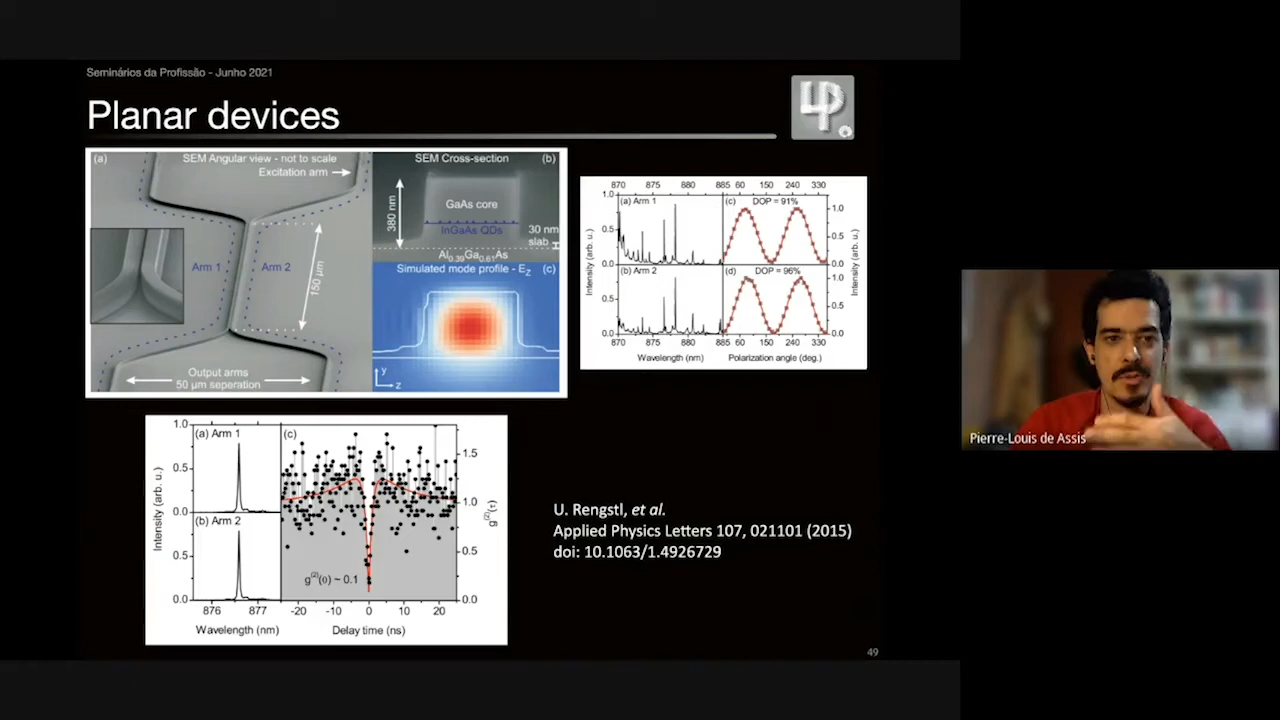 Seminários da Profissão - Junho 2021
Planar devices
(a) SEM Angular view - not to scale
Excitation arm
Arm 1
Arm 2
150 µm
Output arms
50 µm seperation
SEM Cross-section (b)
380 nm
GaAs core
InGaAs QDs
30 nm
slab
Al0.39Ga0.61As
Simulated mode profile - Ez (c)
y
z
870 875 880 885 60 150 240 330
1.0
0.5
0.0
(a) Arm 1
(c) DOP = 91%
1.0
0.5
0.0
Intensity (arb. u.)
Intensity (arb. u.)
(b) Arm 2
(d) DOP = 96%
0.5
0.0
1.0
0.5
0.0
870 875 880 885 60 150 240 330
Wavelength (nm)
Polarization angle (deg.)
1.0
0.5
0.0
0.5
0.0
Intensity (arb. u.)
(a) Arm 1
(b) Arm 2
(c)
1.5
1.0
0.5
0.0
g(2)(τ)
g(2)(0) ~ 0.1
876 877 -20 -10 0 10 20
Wavelength (nm)
Delay time (ns)
U. Rengstl, et al.
Applied Physics Letters 107, 021101 (2015)
doi: 10.1063/1.4926729
49
Pierre-Louis de Assis